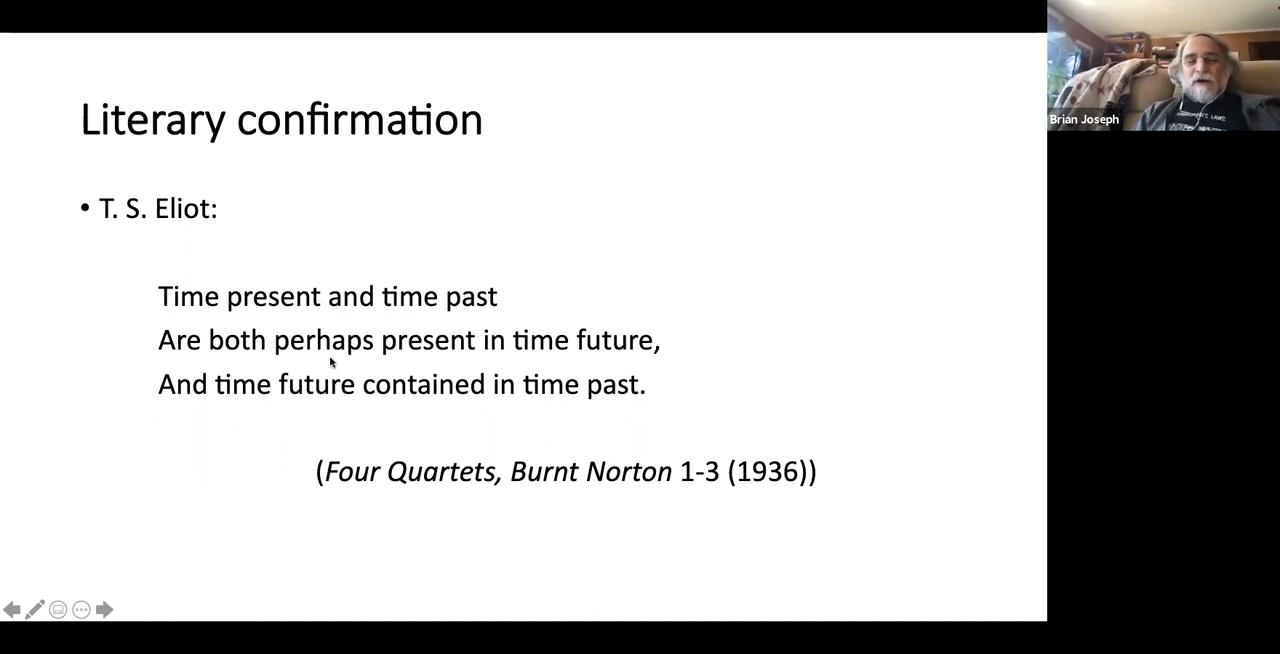 Literary confirmation
• T. S. Eliot:
Time present and time past
Are both perhaps present in time future,
And time future contained in time past.
(Four Quartets, Burnt Norton 1-3 (1936))
Brian Joseph